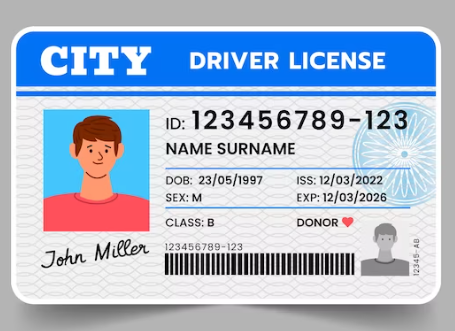 CITY DRIVER LICENSE
ID: 123456789-123
NAME SURNAME
DOB: 23/05/1997 ISS: 12/03/2022
SEX: M EXP: 12/03/2026
CLASS: B DONOR
John Miller
123456789-123
12345-AB